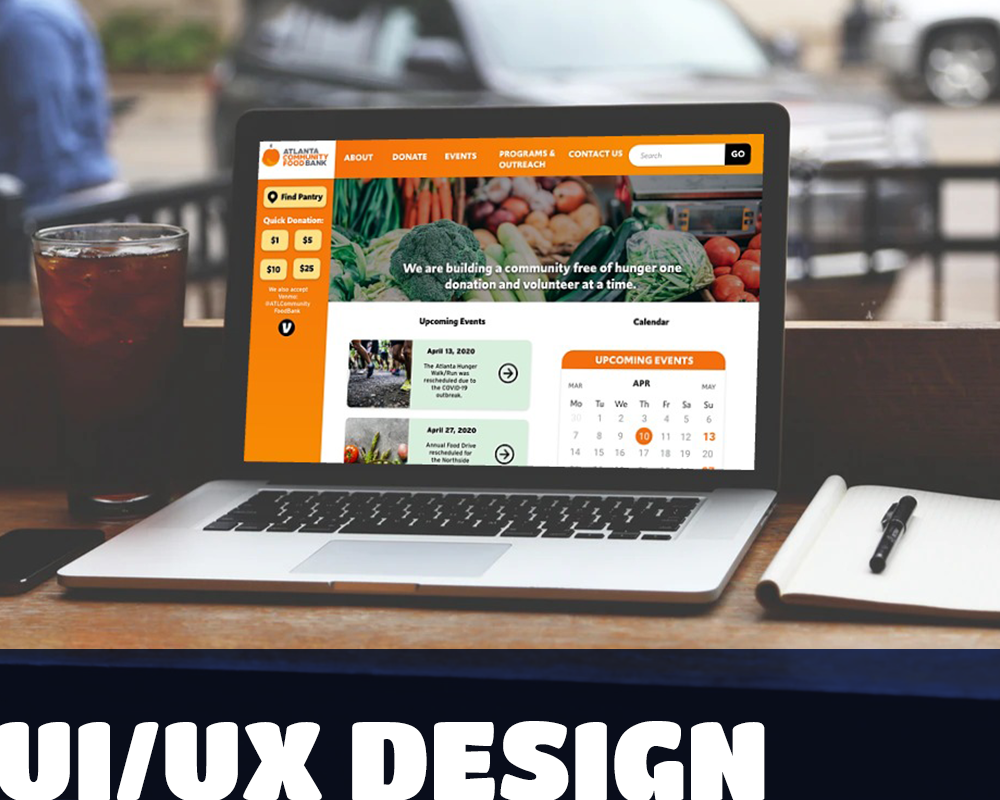 ATLANTA
COMMUNITY
FOOD BANK
ABOUT
DONATE
EVENTS
PROGRAMS &
OUTREACH
CONTACT US
Search
GO
Find Pantry
Quick Donation:
$1
$5
$10
$25
We also accept
Venmo:
@ATLCommunity
FoodBank
We are building a community free of hunger one
donation and volunteer at a time.
Upcoming Events
April 13, 2020
The Atlanta Hunger
Walk/Run was
rescheduled due to
the COVID-19
outbreak.
April 27, 2020
Annual Food Drive
rescheduled for
the Northside
Calendar
UPCOMING EVENTS
MAR APR MAY
Mo Tu We Th Fr Sa Su
30 1 2 3 4 5 6
7 8 9 10 11 12 13
14 15 16 17 18 19 20
UI/UX DESIGN